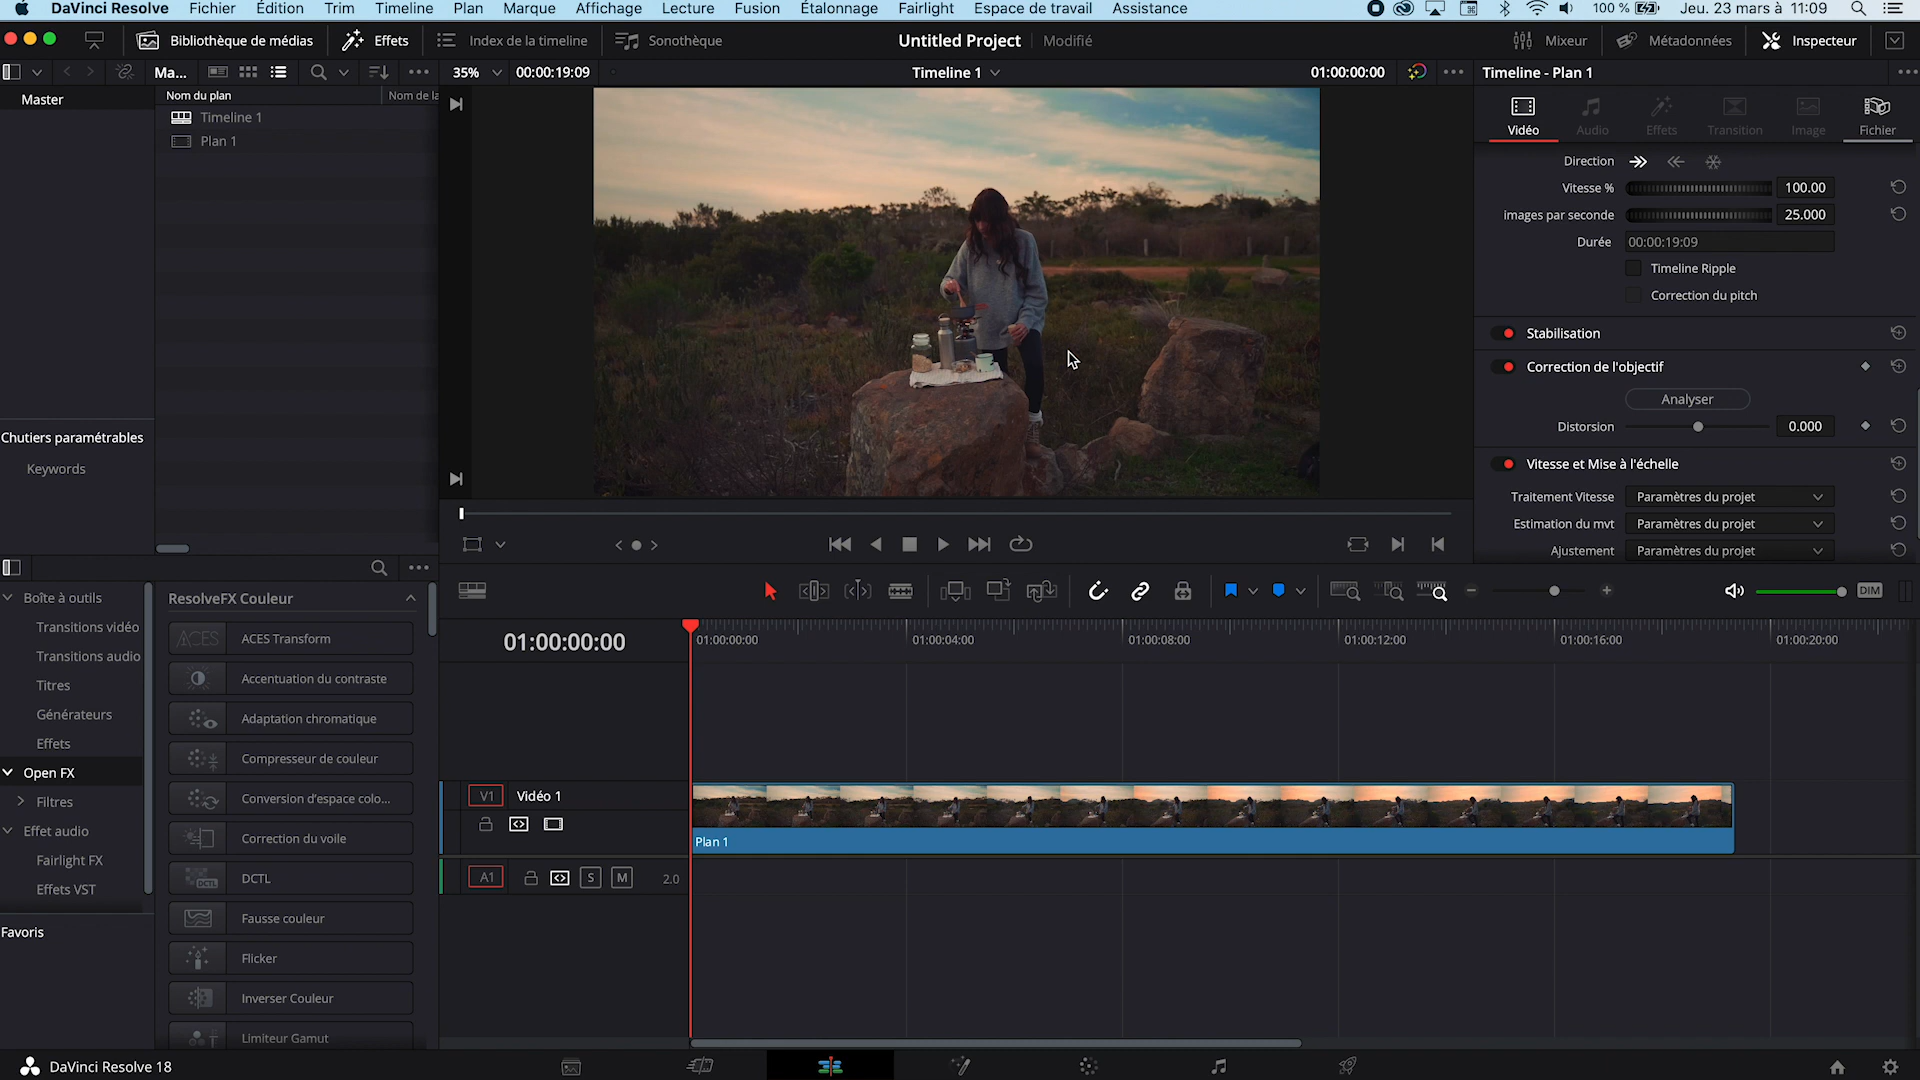 DaVinci Resolve Fichier Édition Trim Timeline Plan Marque Affichage Lecture Fusion Étalonnage Fairlight Espace de travail Assistance 100 % Jeu. 23 mars à 11:09
Bibliothèque de médias Effets Index de la timeline Sonothèque Untitled Project Modifié Mixeur Métadonnées Inspecteur
Ma... 35% 00:00:19:09 Timeline 1 01:00:00:00 Timeline - Plan 1
Master
Nom du plan Nom de la
Timeline 1
Plan 1
Vidéo Audio Effets Transition Image Fichier
Direction
Vitesse % 100.00
images par seconde 25.000
Durée 00:00:19:09
Timeline Ripple
Correction du pitch
Stabilisation
Correction de l'objectif
Analyser
Distorsion 0.000
Vitesse et Mise à l'échelle
Traitement Vitesse Paramètres du projet
Estimation du mvt Paramètres du projet
Ajustement Paramètres du projet
Chutiers paramétrables
Keywords
Boîte à outils
Transitions vidéo
Transitions audio
Titres
Générateurs
Effets
Open FX
Filtres
Effet audio
Fairlight FX
Effets VST
Favoris
ResolveFX Couleur
ACES ACES Transform
Accentuation du contraste
Adaptation chromatique
Compresseur de couleur
Conversion d'espace colo...
Correction du voile
DCTL DCTL
Fausse couleur
Flicker
Inverser Couleur
Limiteur Gamut
DIM
01:00:00:00
01:00:00:00 01:00:04:00 01:00:08:00 01:00:12:00 01:00:16:00 01:00:20:00
V1 Vidéo 1
Plan 1
A1 S M 2.0
DaVinci Resolve 18